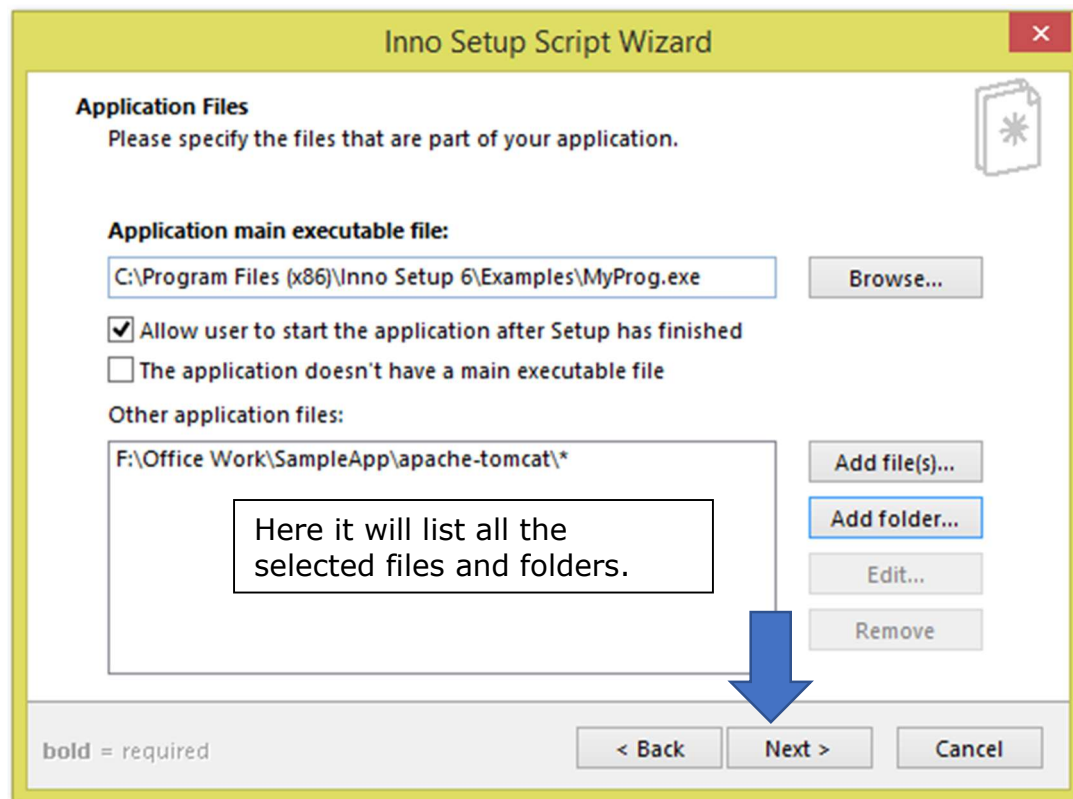 Inno Setup Script Wizard
Application Files
Please specify the files that are part of your application.
Application main executable file:
C:\Program Files (x86)\Inno Setup 6\Examples\MyProg.exe
Browse...
Allow user to start the application after Setup has finished
The application doesn't have a main executable file
Other application files:
F:\Office Work\SampleApp\apache-tomcat\*
Add file(s)...
Here it will list all the
selected files and folders.
Add folder...
Edit...
Remove
bold = required
< Back
Next >
Cancel